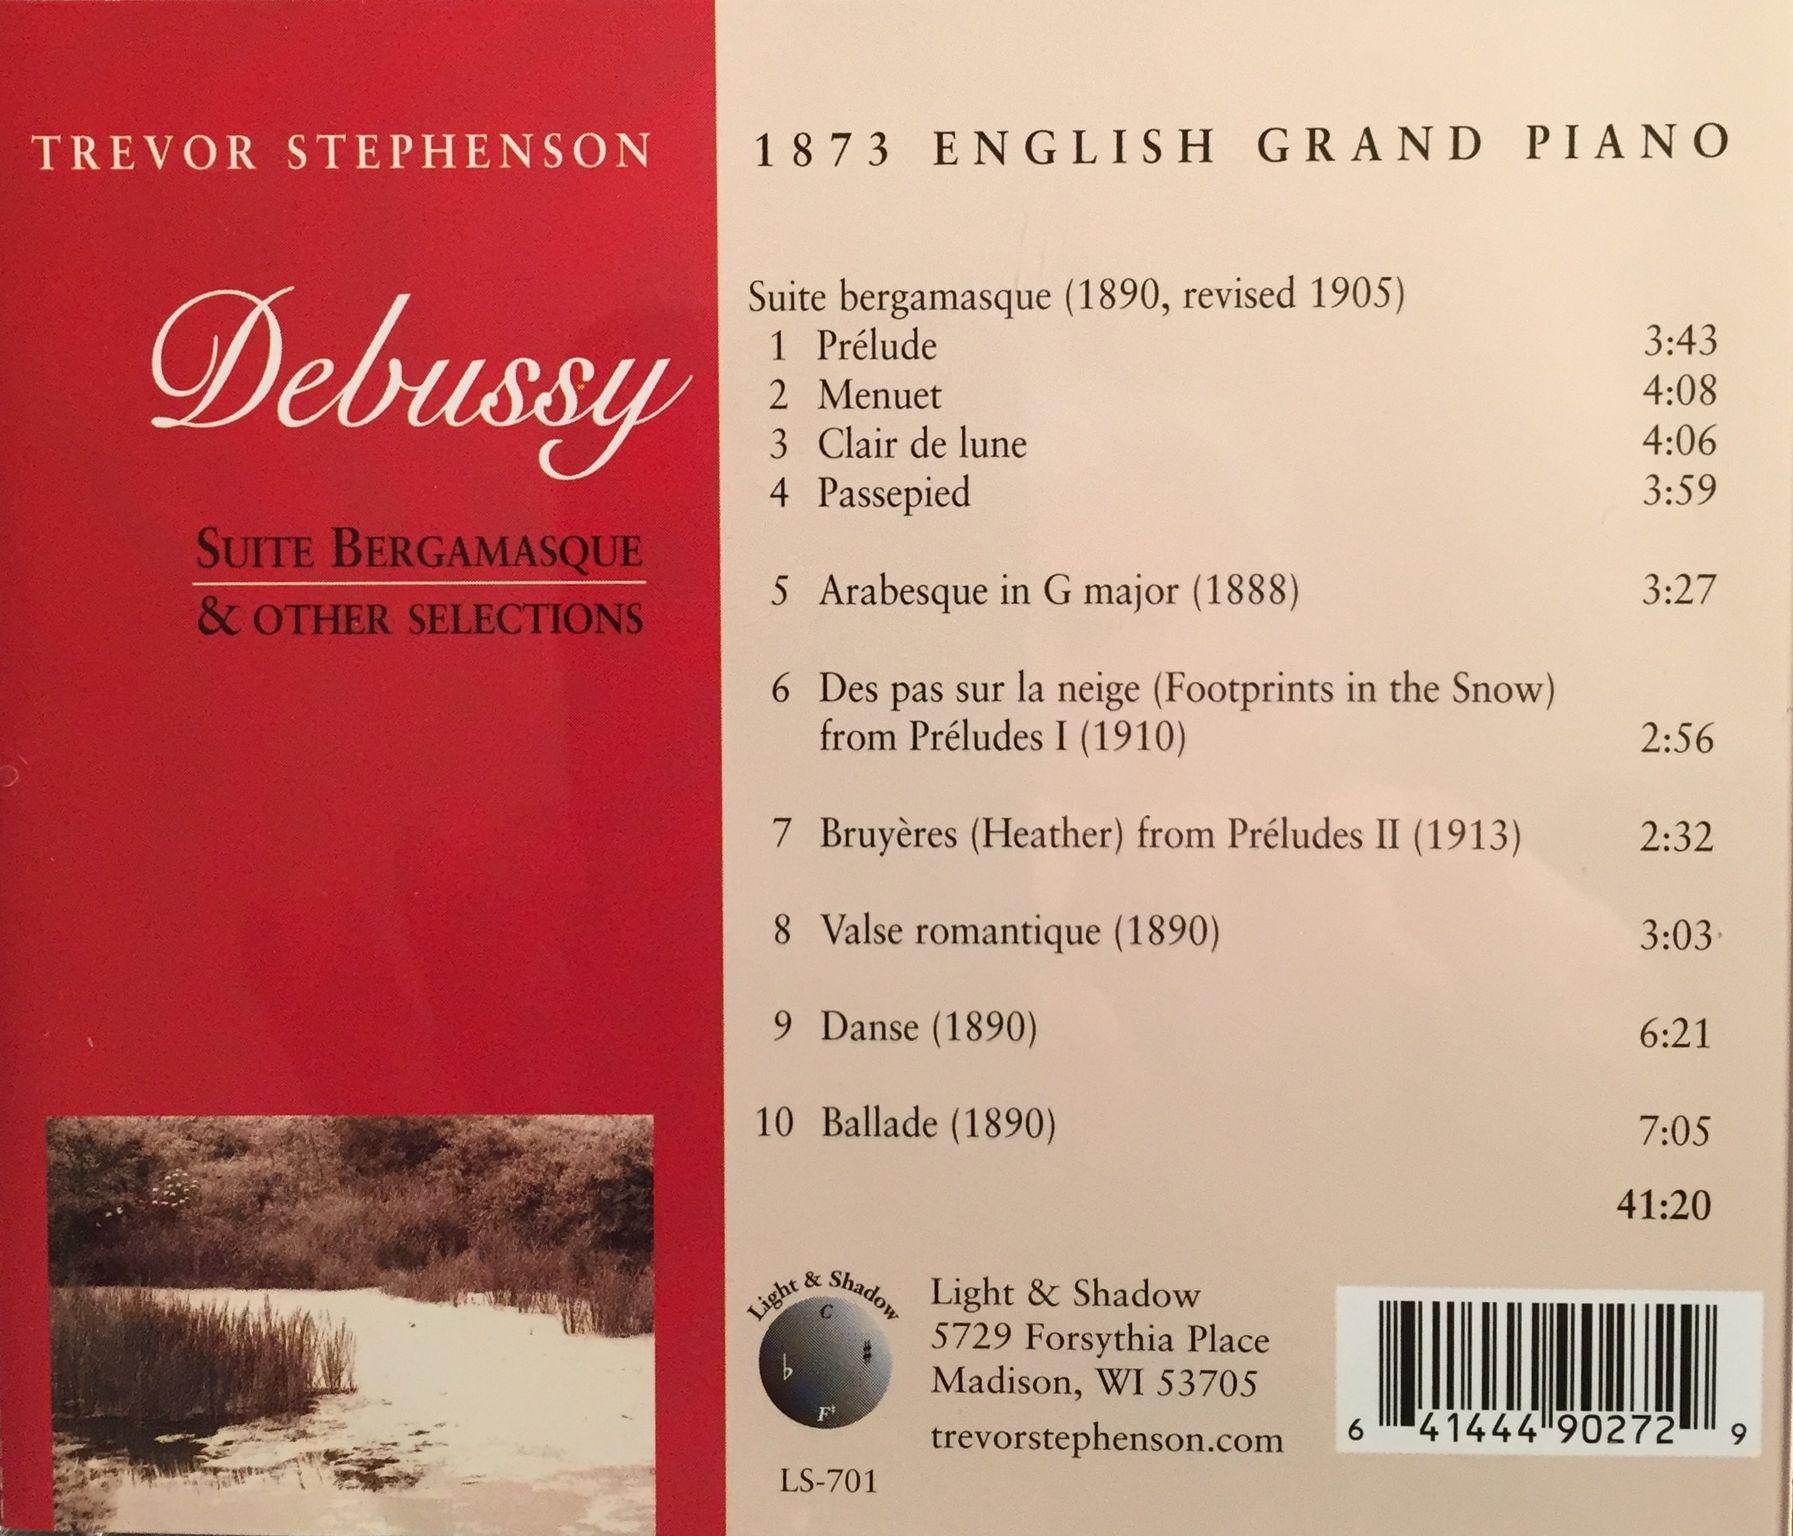 TREVOR STEPHENSON
Debussy
SUITE BERGAMASQUE
& OTHER SELECTIONS
1873 ENGLISH GRAND PIANO
Suite bergamasque (1890, revised 1905)
1 Prélude 3:43
2 Menuet 4:08
3 Clair de lune 4:06
4 Passepied 3:59
5 Arabesque in G major (1888) 3:27
6 Des pas sur la neige (Footprints in the Snow)
from Préludes I (1910) 2:56
7 Bruyères (Heather) from Préludes II (1913) 2:32
8 Valse romantique (1890) 3:03
9 Danse (1890) 6:21
10 Ballade (1890) 7:05
41:20
Light & Shadow
C
♯
♭
F♯
LS-701
Light & Shadow
5729 Forsythia Place
Madison, WI 53705
trevorstephenson.com
6 41444 90272 9